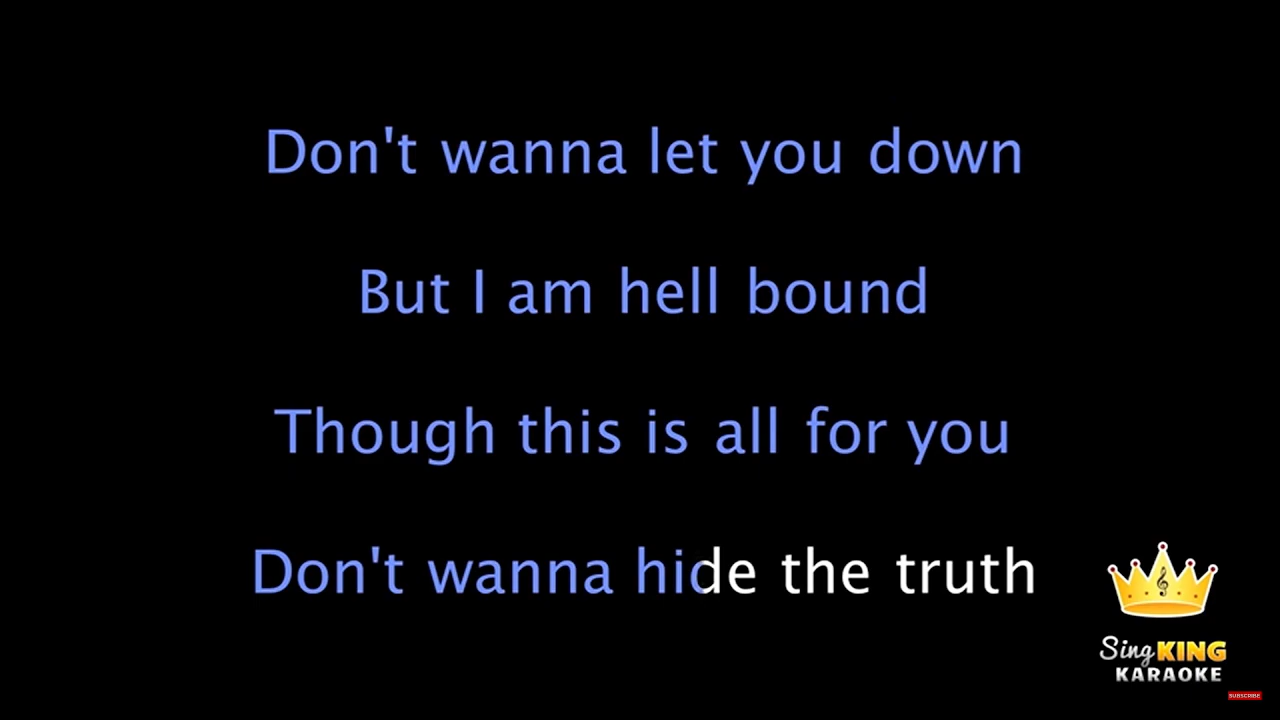 Don't wanna let you down
But I am hell bound
Though this is all for you
Don't wanna hide the truth
Sing KING
KARAOKE
SUBSCRIBE